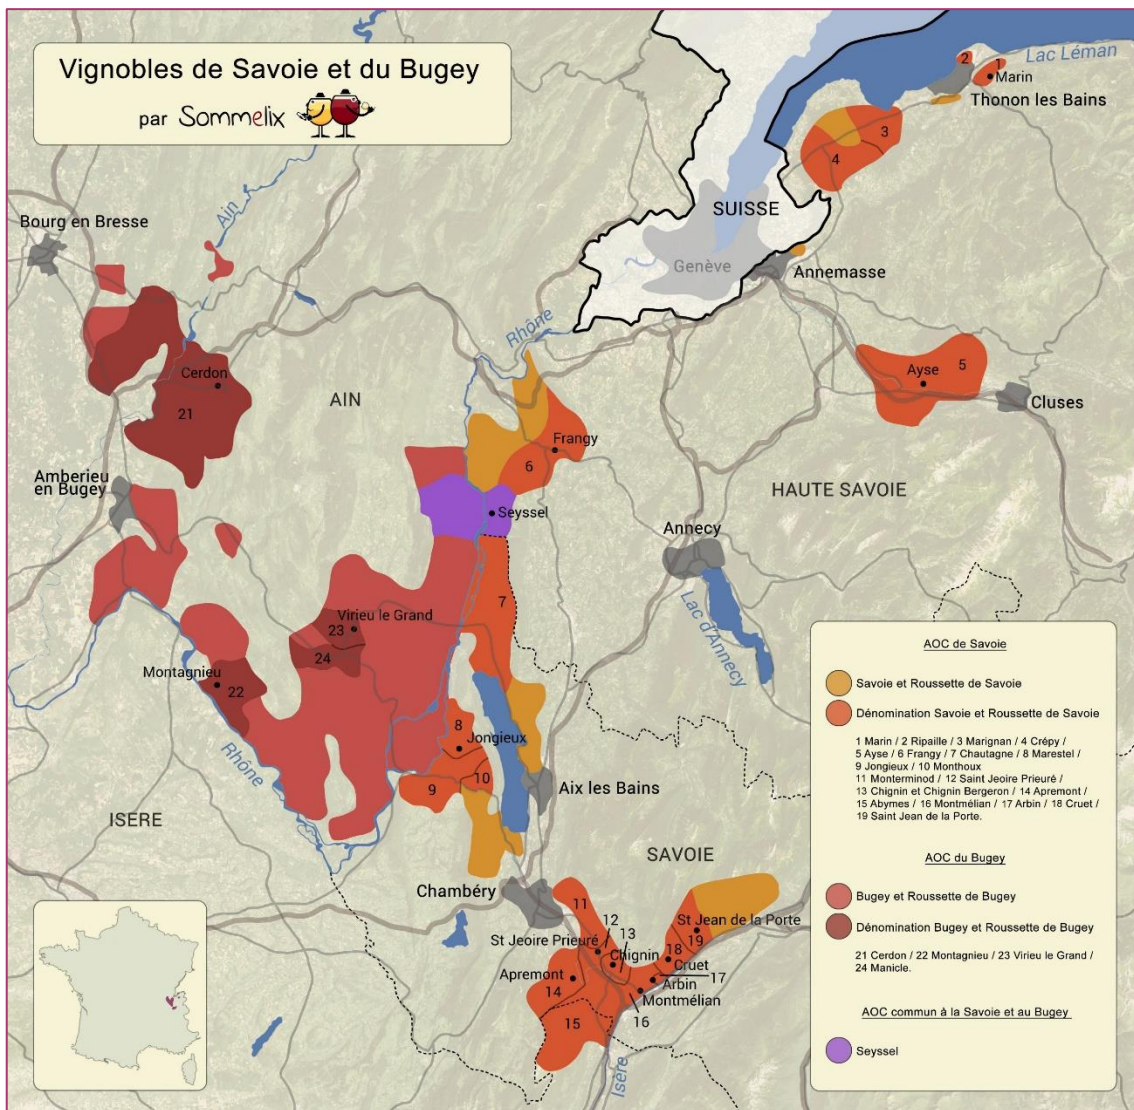 Vignobles de Savoie et du Bugey
par Sommelix
Lac Léman
2
1
Marin
Thonon les Bains
3
4
Bourg en Bresse
Ain
SUISSE
Genève
Annemasse
Rhône
Cerdon
21
AIN
Ayse
5
Cluses
Frangy
6
Amberieu
en Bugey
HAUTE SAVOIE
Seyssel
Annecy
7
Lac d'Annecy
Virieu le Grand
23
24
Montagnieu
22
8
Jongieux
10
9
Rhône
Aix les Bains
ISERE
SAVOIE
Chambéry
11
12
13
St Jean de la Porte
St Jeoire Prieuré
19
Chignin
18
Cruet
Apremont
17
Arbin
14
Montmélian
16
15
Isère
AOC de Savoie
Savoie et Roussette de Savoie
Dénomination Savoie et Roussette de Savoie
1 Marin / 2 Ripaille / 3 Marignan / 4 Crépy /
5 Ayse / 6 Frangy / 7 Chautagne / 8 Marestel /
9 Jongieux / 10 Monthoux
11 Monterminod / 12 Saint Jeoire Prieuré /
13 Chignin et Chignin Bergeron / 14 Apremont /
15 Abymes / 16 Montmélian / 17 Arbin / 18 Cruet /
19 Saint Jean de la Porte.
AOC du Bugey
Bugey et Roussette de Bugey
Dénomination Bugey et Roussette de Bugey
21 Cerdon / 22 Montagnieu / 23 Virieu le Grand /
24 Manicle.
AOC commun à la Savoie et au Bugey
Seyssel